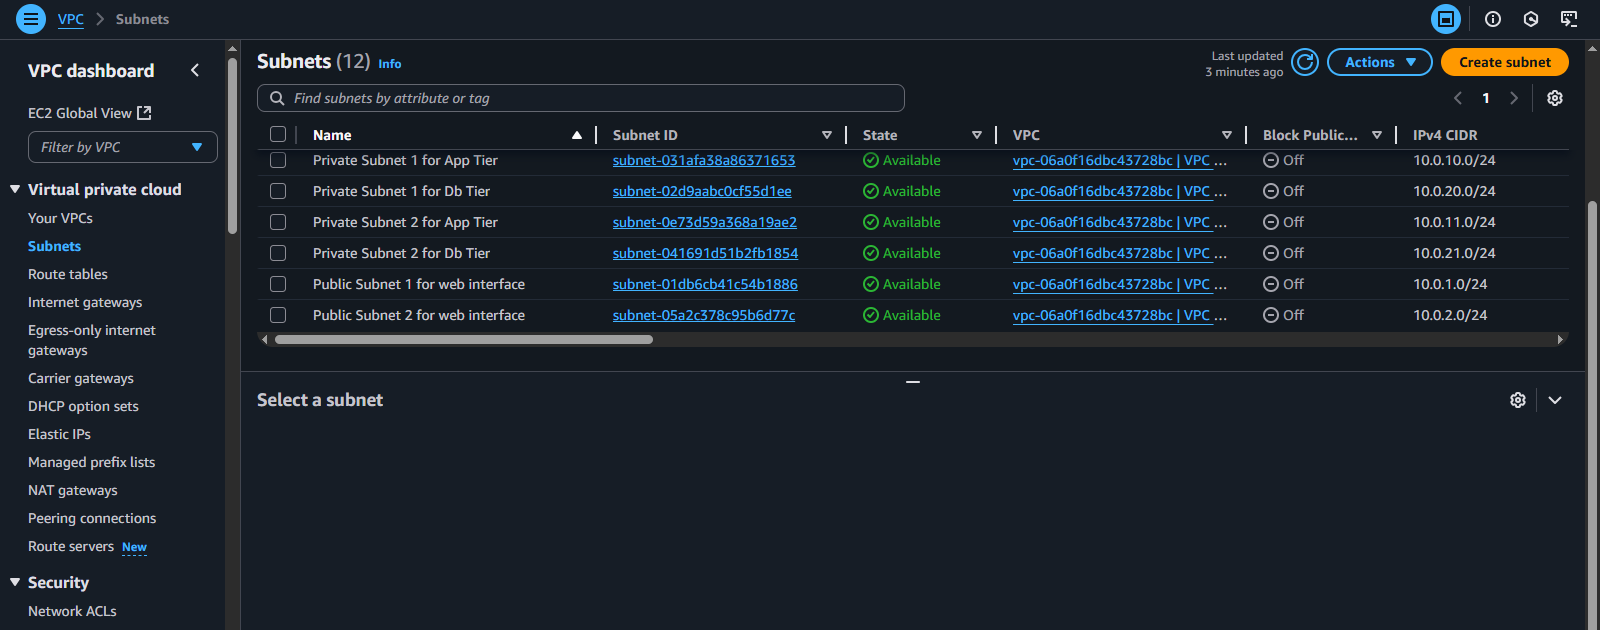 VPC > Subnets
VPC dashboard
EC2 Global View
Filter by VPC
Virtual private cloud
Your VPCs
Subnets
Route tables
Internet gateways
Egress-only internet
gateways
Carrier gateways
DHCP option sets
Elastic IPs
Managed prefix lists
NAT gateways
Peering connections
Route servers New
Security
Network ACLs
Subnets (12) Info
Last updated
3 minutes ago
Actions
Create subnet
Find subnets by attribute or tag
1
Name Subnet ID State VPC Block Public... IPv4 CIDR
Private Subnet 1 for App Tier subnet-031afa38a86371653 Available vpc-06a0f16dbc43728bc | VPC ... Off 10.0.10.0/24
Private Subnet 1 for Db Tier subnet-02d9aabc0cf55d1ee Available vpc-06a0f16dbc43728bc | VPC ... Off 10.0.20.0/24
Private Subnet 2 for App Tier subnet-0e73d59a368a19ae2 Available vpc-06a0f16dbc43728bc | VPC ... Off 10.0.11.0/24
Private Subnet 2 for Db Tier subnet-041691d51b2fb1854 Available vpc-06a0f16dbc43728bc | VPC ... Off 10.0.21.0/24
Public Subnet 1 for web interface subnet-01db6cb41c54b1886 Available vpc-06a0f16dbc43728bc | VPC ... Off 10.0.1.0/24
Public Subnet 2 for web interface subnet-05a2c378c95b6d77c Available vpc-06a0f16dbc43728bc | VPC ... Off 10.0.2.0/24
Select a subnet